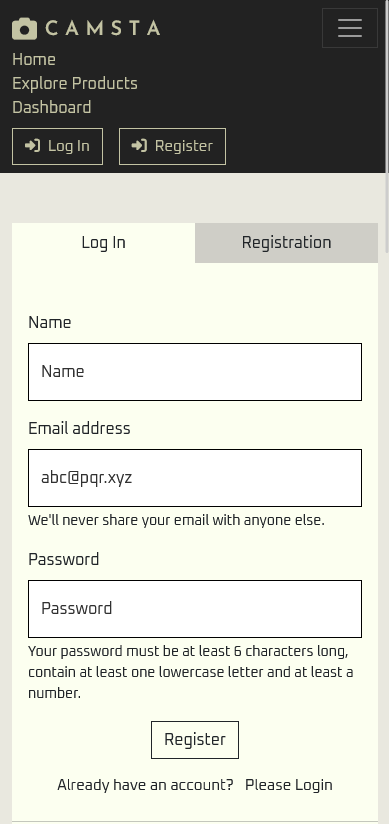 CAMSTA
Home
Explore Products
Dashboard
Log In
Register
Log In
Registration
Name
Name
Email address
abc@pqr.xyz
We'll never share your email with anyone else.
Password
Password
Your password must be at least 6 characters long,
contain at least one lowercase letter and at least a
number.
Register
Already have an account? Please Login